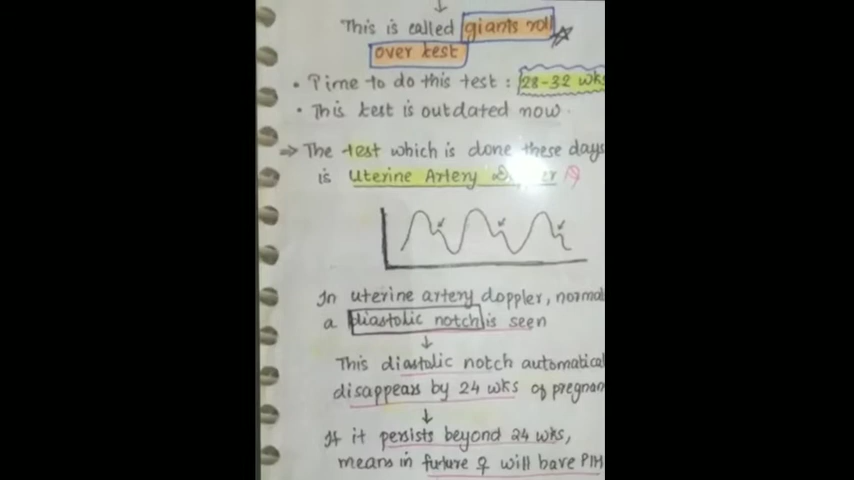 This is called giants roll
over test
• Time to do this test : 28-32 wks
• This test is outdated now.
⇒ The test which is done these days
is Uterine Artery
In uterine artery doppler, normal
a diastolic notch is seen
This diastolic notch automatical
disappears by 24 wks of pregnan
If it persists beyond 24 wks,
means in future ♀ will have PIH